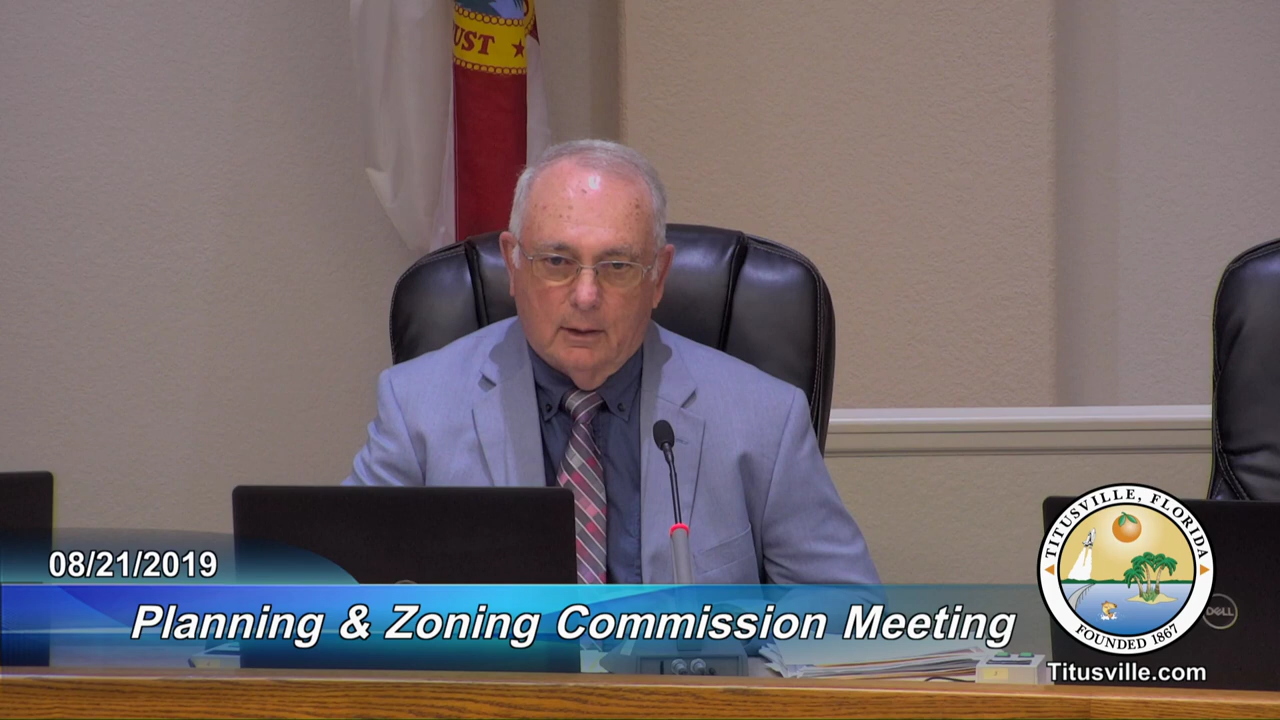 UST
08/21/2019
Planning & Zoning Commission Meeting
TITUSVILLE, FLORIDA
FOUNDED 1867
DELL
Titusville.com